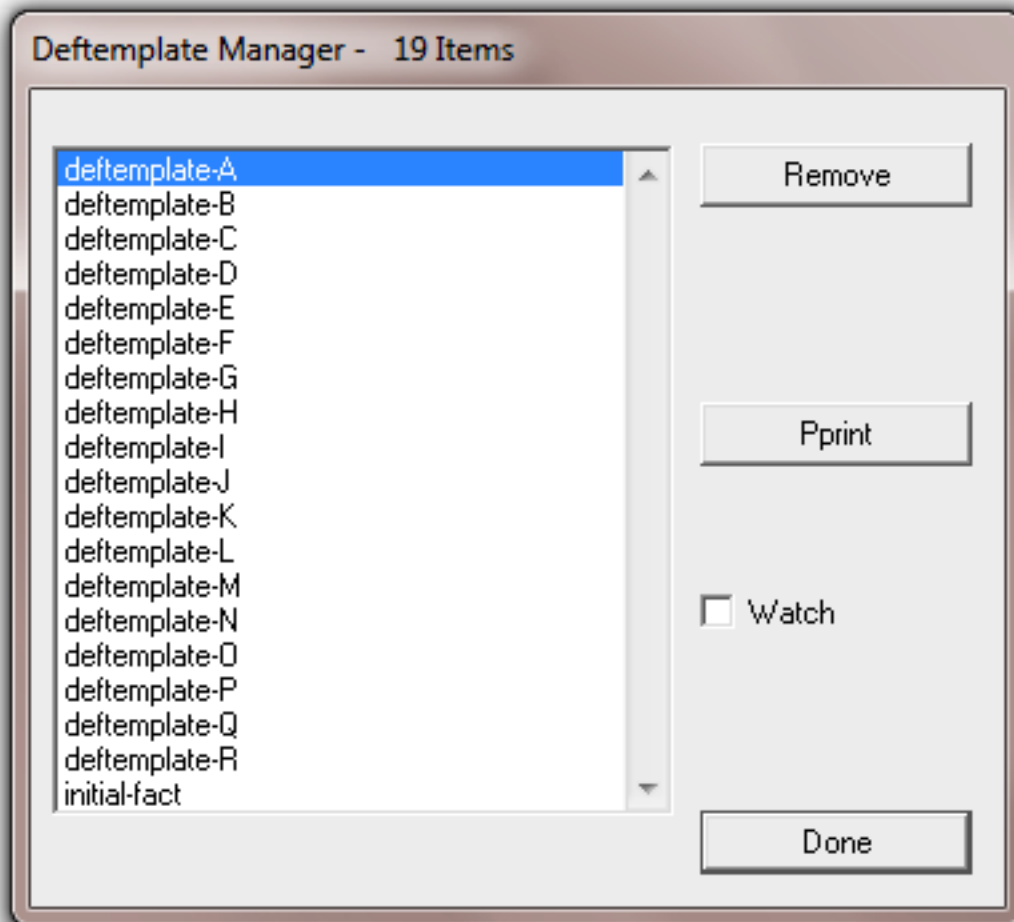 Deftemplate Manager -   19 Items
deftemplate-A
deftemplate-B
deftemplate-C
deftemplate-D
deftemplate-E
deftemplate-F
deftemplate-G
deftemplate-H
deftemplate-I
deftemplate-J
deftemplate-K
deftemplate-L
deftemplate-M
deftemplate-N
deftemplate-O
deftemplate-P
deftemplate-Q
deftemplate-R
initial-fact
Remove
Pprint
Watch
Done